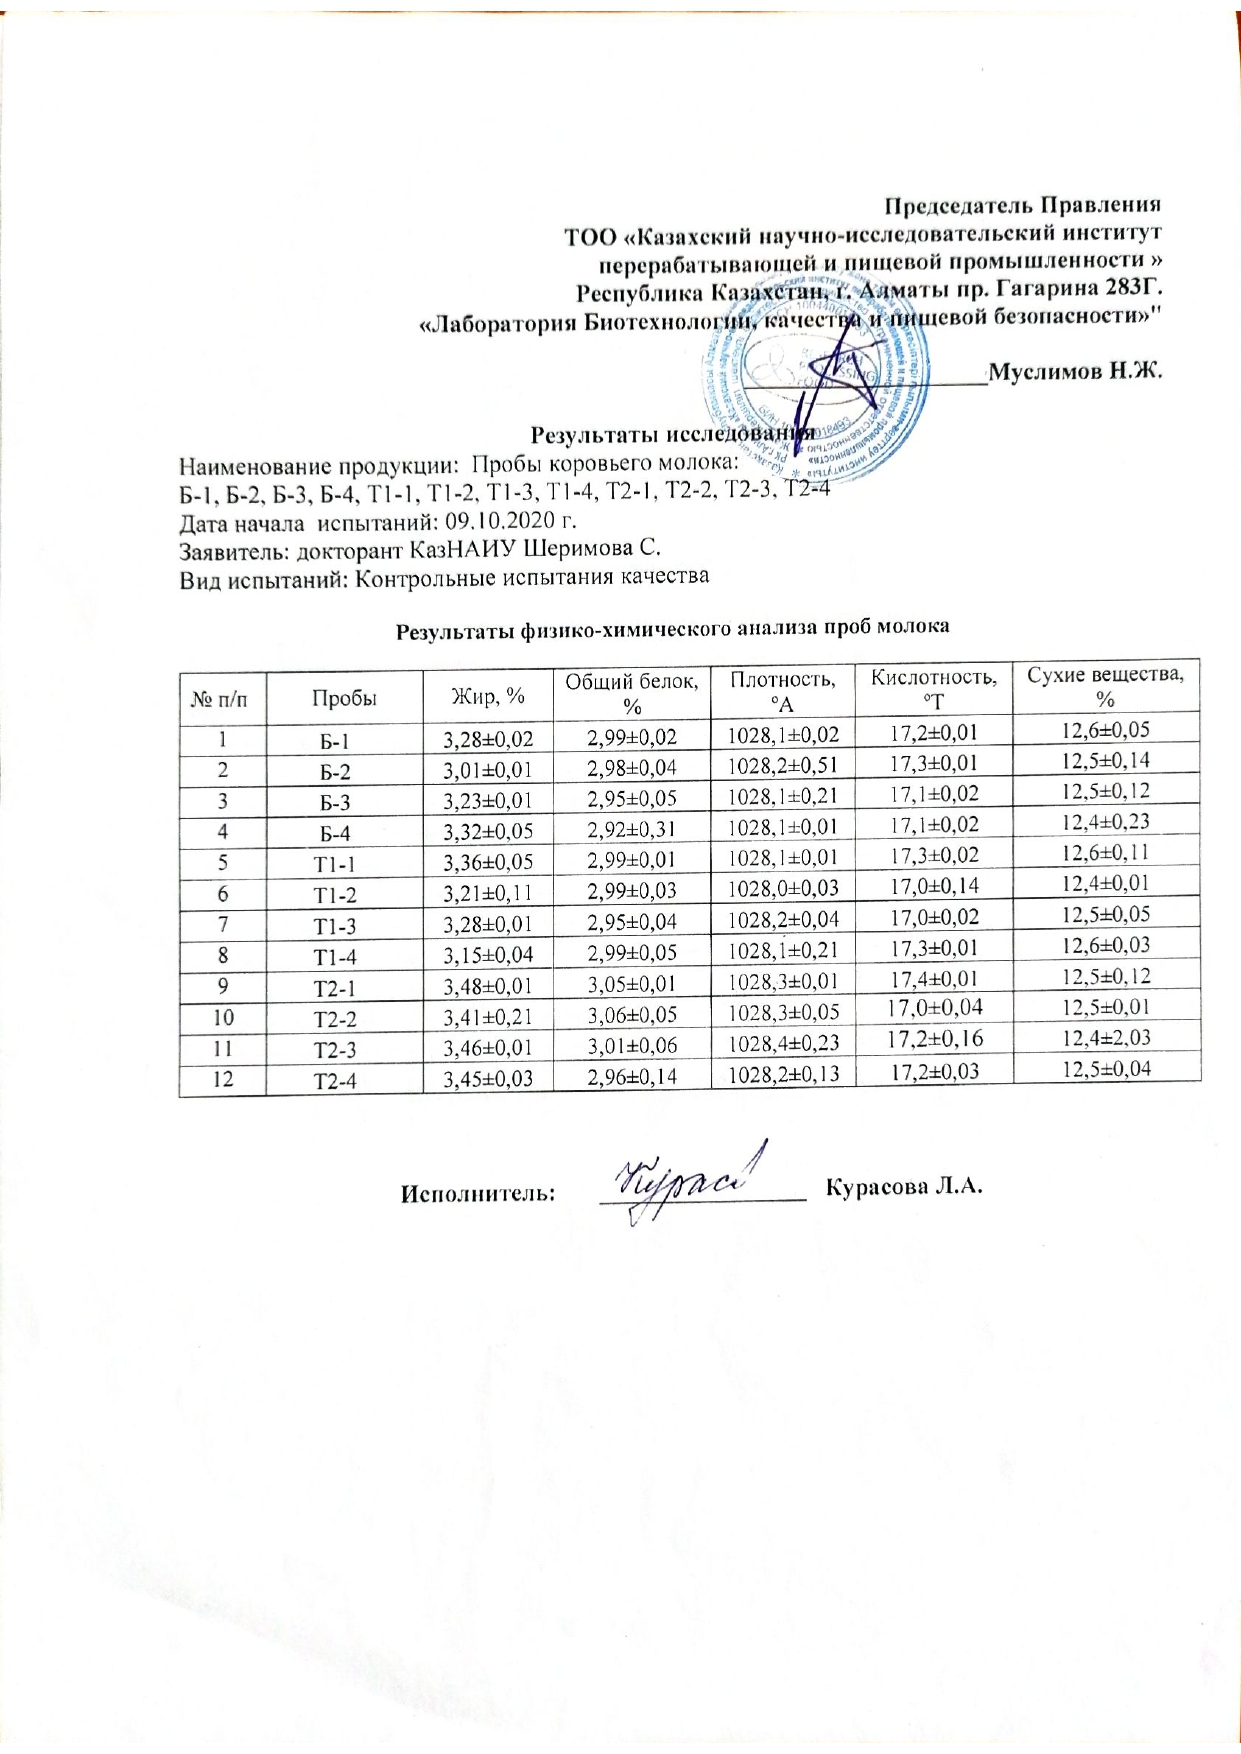 Председатель Правления
ТОО «Казахский научно-исследовательский институт
перерабатывающей и пищевой промышленности »
Республика Казахстан, г. Алматы пр. Гагарина 283Г.
«Лаборатория Биотехнологии, качества и пищевой безопасности»"
Муслимов Н.Ж.
Результаты исследования
Наименование продукции: Пробы коровьего молока:
Б-1, Б-2, Б-3, Б-4, Т1-1, Т1-2, Т1-3, Т1-4, Т2-1, Т2-2, Т2-3, Т2-4
Дата начала испытаний: 09.10.2020 г.
Заявитель: докторант КазНАИУ Шеримова С.
Вид испытаний: Контрольные испытания качества
Результаты физико-химического анализа проб молока
№ п/п Пробы Жир, % Общий белок, % Плотность, °А Кислотность, °Т Сухие вещества, %
1 Б-1 3,28±0,02 2,99±0,02 1028,1±0,02 17,2±0,01 12,6±0,05
2 Б-2 3,01±0,01 2,98±0,04 1028,2±0,51 17,3±0,01 12,5±0,14
3 Б-3 3,23±0,01 2,95±0,05 1028,1±0,21 17,1±0,02 12,5±0,12
4 Б-4 3,32±0,05 2,92±0,31 1028,1±0,01 17,1±0,02 12,4±0,23
5 Т1-1 3,36±0,05 2,99±0,01 1028,1±0,01 17,3±0,02 12,6±0,11
6 Т1-2 3,21±0,11 2,99±0,03 1028,0±0,03 17,0±0,14 12,4±0,01
7 Т1-3 3,28±0,01 2,95±0,04 1028,2±0,04 17,0±0,02 12,5±0,05
8 Т1-4 3,15±0,04 2,99±0,05 1028,1±0,21 17,3±0,01 12,6±0,03
9 Т2-1 3,48±0,01 3,05±0,01 1028,3±0,01 17,4±0,01 12,5±0,12
10 Т2-2 3,41±0,21 3,06±0,05 1028,3±0,05 17,0±0,04 12,5±0,01
11 Т2-3 3,46±0,01 3,01±0,06 1028,4±0,23 17,2±0,16 12,4±2,03
12 Т2-4 3,45±0,03 2,96±0,14 1028,2±0,13 17,2±0,03 12,5±0,04
Исполнитель: Курасова Л.А.